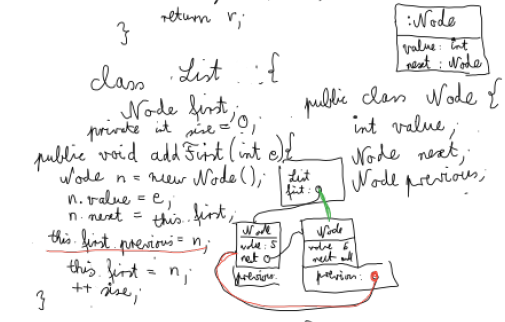 return r;
}
class List : {
Node first;
private int size = 0;
public void addFirst(int e){
Node n = new Node();
n.value = e;
n.next = this.first;
this.first.previous = n;
this.first = n;
++ size;
}
:Node
value: int
next : Node
public class Node {
int value;
Node next;
Node previous;
List
first:
Node
value: 5
next
previous
Node
value 6
next null
previous: